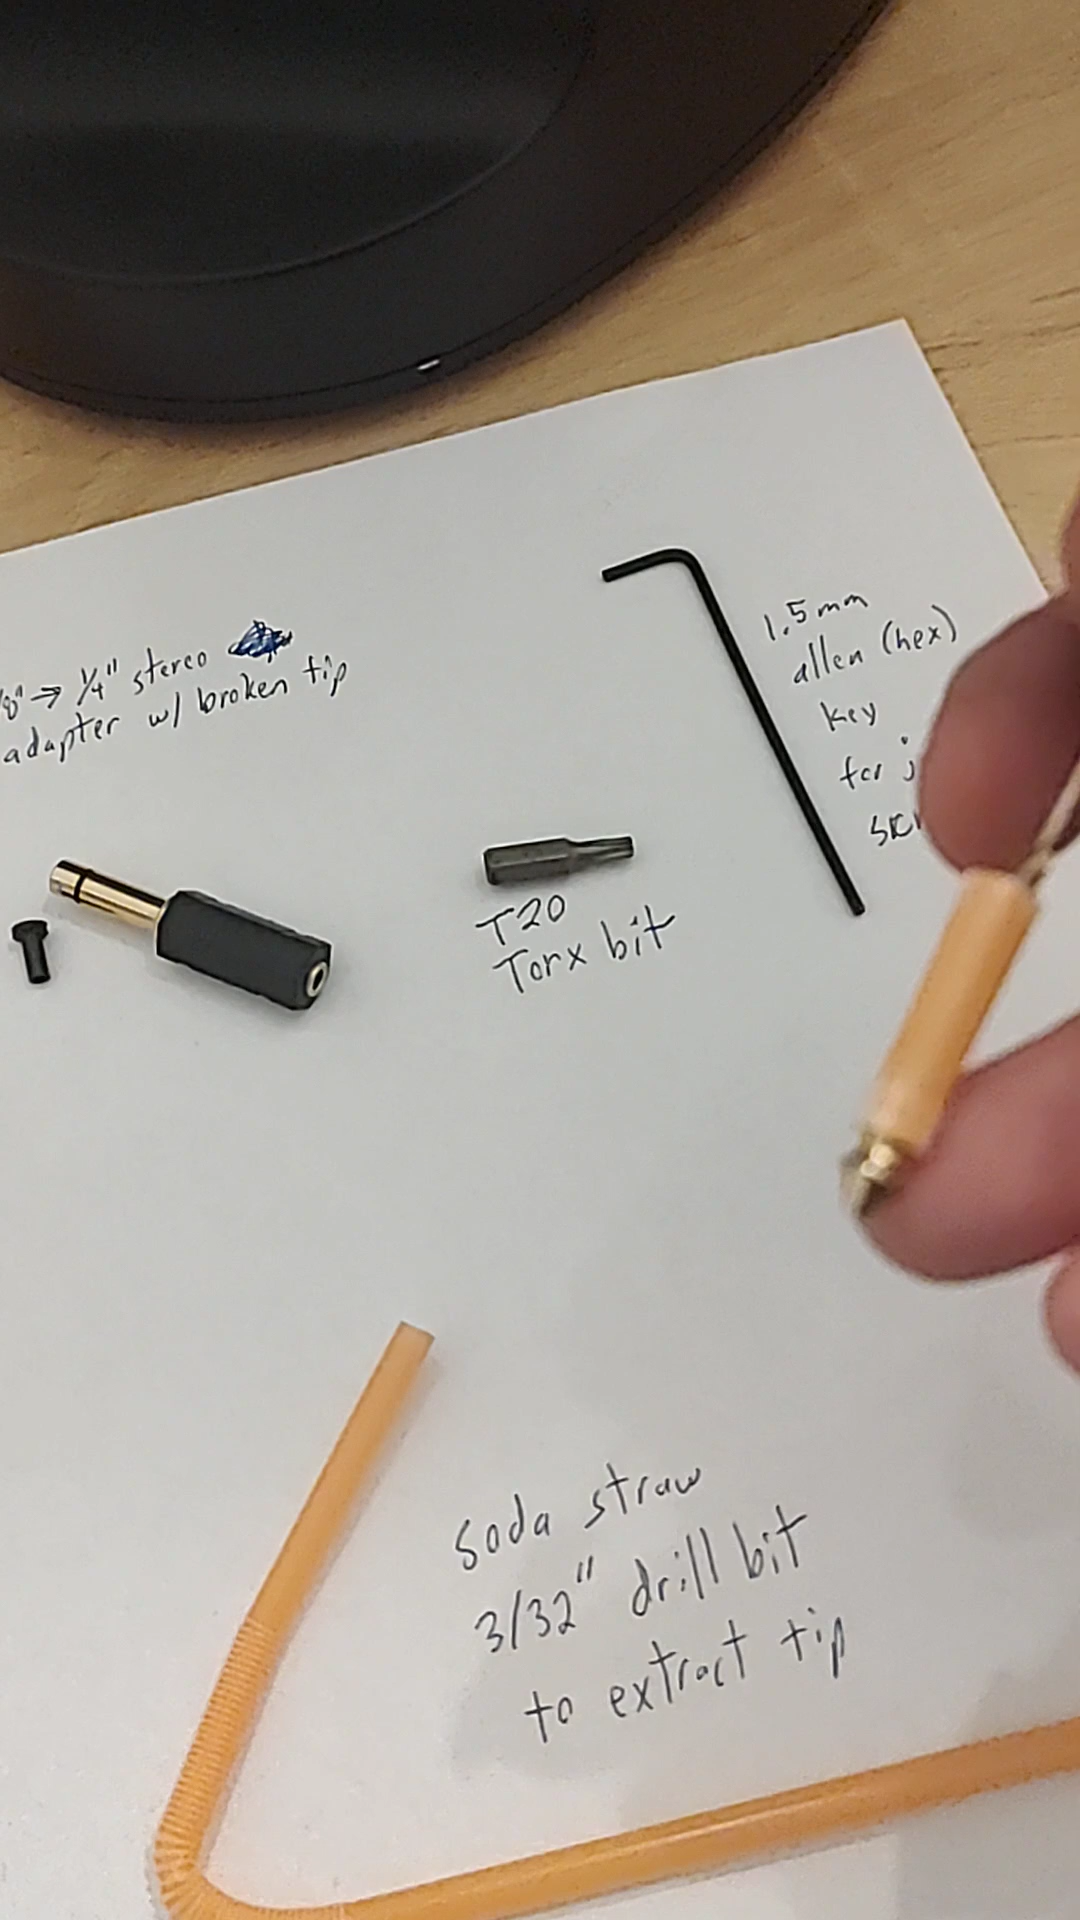 /8" → 1/4" stereo
adapter w/ broken tip
1.5mm
allen (hex)
key
for
T20
Torx bit
soda straw
3/32" drill bit
to extract tip